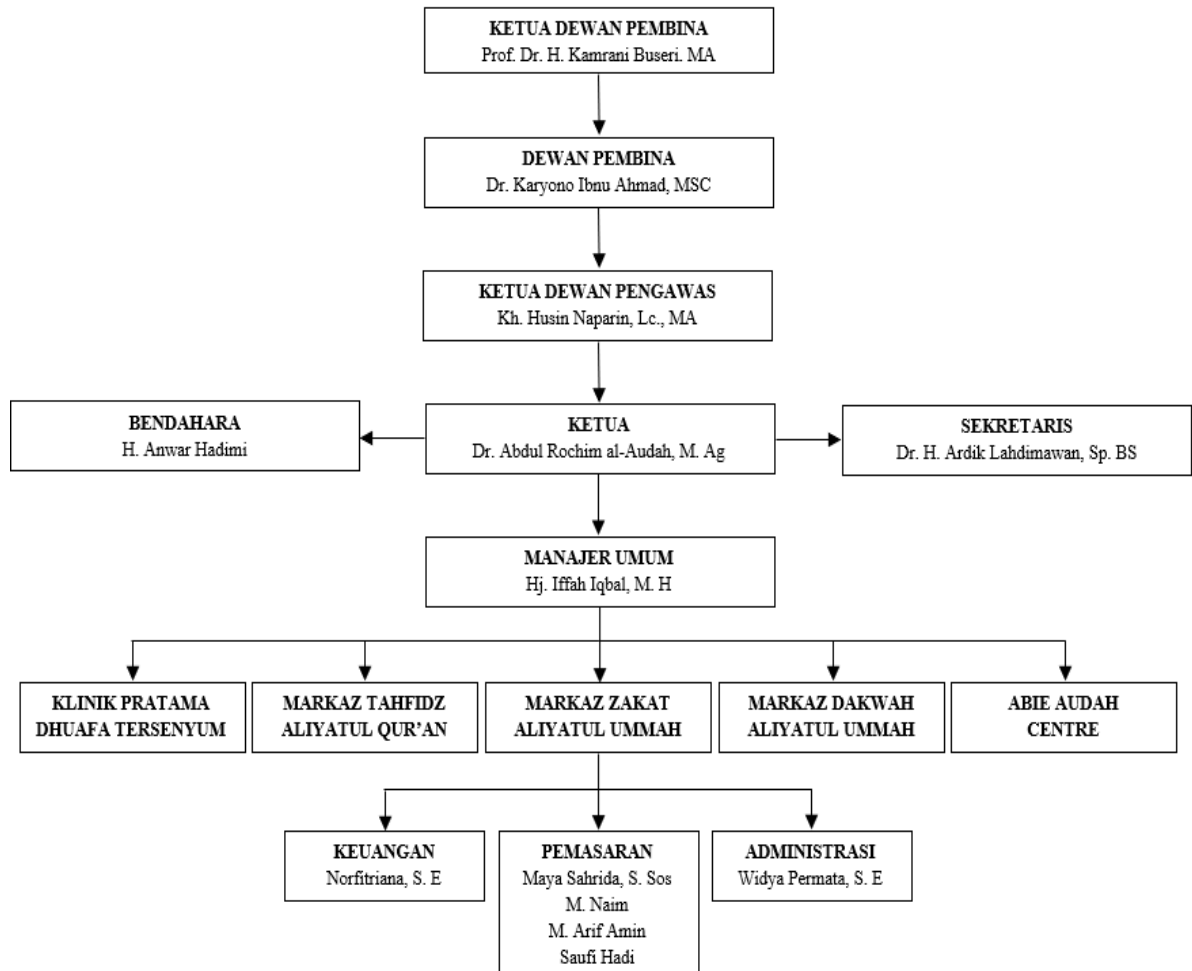 KETUA DEWAN PEMBINA
Prof. Dr. H. Kamrani Buseri. MA
DEWAN PEMBINA
Dr. Karyono Ibnu Ahmad, MSC
KETUA DEWAN PENGAWAS
Kh. Husin Naparin, Lc., MA
BENDAHARA
H. Anwar Hadimi
KETUA
Dr. Abdul Rochim al-Audah, M. Ag
SEKRETARIS
Dr. H. Ardik Lahdimawan, Sp. BS
MANAJER UMUM
Hj. Iffah Iqbal, M. H
KLINIK PRATAMA
DHUAFA TERSENYUM
MARKAZ TAHFIDZ
ALIYATUL QUR’AN
MARKAZ ZAKAT
ALIYATUL UMMAH
MARKAZ DAKWAH
ALIYATUL UMMAH
ABIE AUDAH
CENTRE
KEUANGAN
Norfitriana, S. E
PEMASARAN
Maya Sahrida, S. Sos
M. Naim
M. Arif Amin
Saufi Hadi
ADMINISTRASI
Widya Permata, S. E